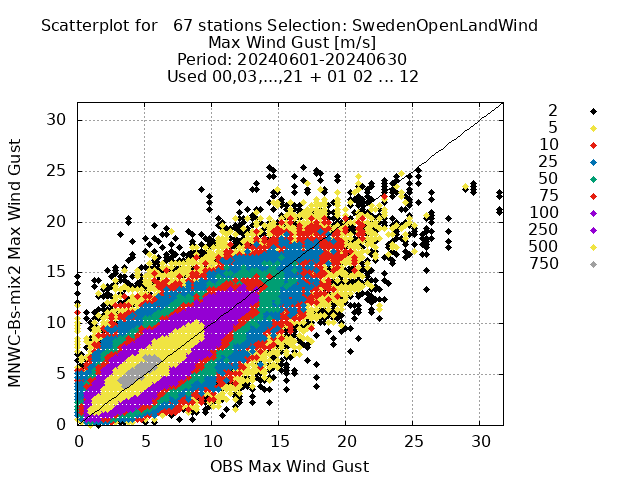 Scatterplot for   67 stations Selection: SwedenOpenLandWind
Max Wind Gust [m/s]
Period: 20240601-20240630
Used 00,03,...,21 + 01 02 ... 12
30
25
20
15
10
5
0
MNWC-Bs-mix2 Max Wind Gust
0 5 10 15 20 25 30
OBS Max Wind Gust
2
5
10
25
50
75
100
250
500
750